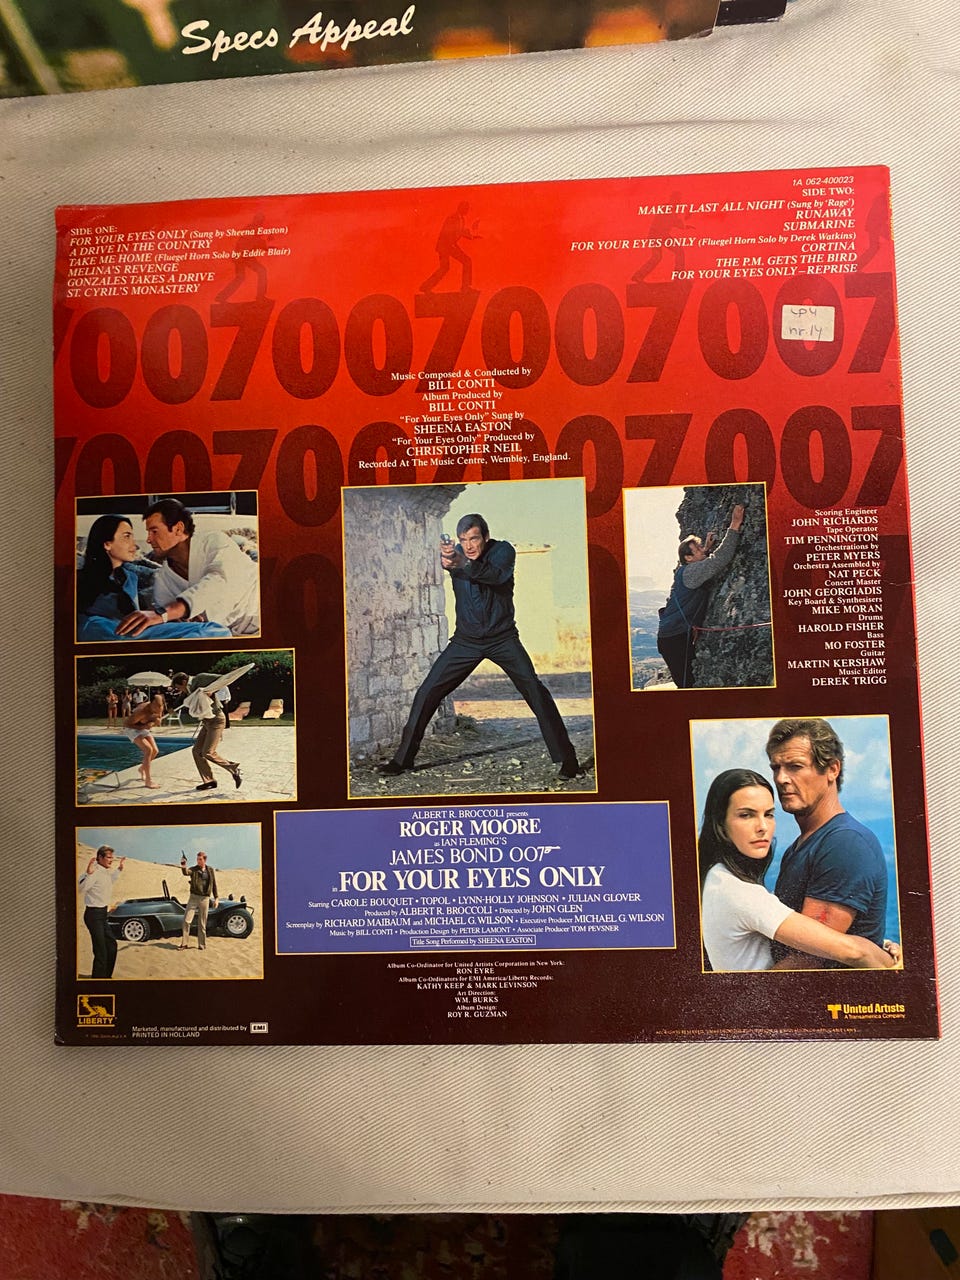 Specs Appeal
1A 062-400023
SIDE ONE:
FOR YOUR EYES ONLY (Sung by Sheena Easton)
A DRIVE IN THE COUNTRY
TAKE ME HOME (Fluegel Horn Solo by Eddie Blair)
MELINA'S REVENGE
GONZALES TAKES A DRIVE
ST. CYRIL'S MONASTERY
SIDE TWO:
MAKE IT LAST ALL NIGHT (Sung by 'Rage')
RUNAWAY
SUBMARINE
FOR YOUR EYES ONLY (Fluegel Horn Solo by Derek Watkins)
CORTINA
THE P.M. GETS THE BIRD
FOR YOUR EYES ONLY—REPRISE
007007007007
LP4
nr.14
Music Composed & Conducted by
BILL CONTI
Album Produced by
BILL CONTI
"For Your Eyes Only" Sung by
SHEENA EASTON
"For Your Eyes Only" Produced by
CHRISTOPHER NEIL
Recorded At The Music Centre, Wembley, England.
007007007007
Scoring Engineer
JOHN RICHARDS
Tape Operator
TIM PENNINGTON
Orchestrations by
PETER MYERS
Orchestra Assembled by
NAT PECK
Concert Master
JOHN GEORGIADIS
Key Board & Synthesisers
MIKE MORAN
Drums
HAROLD FISHER
Bass
MO FOSTER
Guitar
MARTIN KERSHAW
Music Editor
DEREK TRIGG
ALBERT R. BROCCOLI presents
ROGER MOORE
as IAN FLEMING'S
JAMES BOND 007
in FOR YOUR EYES ONLY
Starring CAROLE BOUQUET • TOPOL • LYNN-HOLLY JOHNSON • JULIAN GLOVER
Produced by ALBERT R. BROCCOLI • Directed by JOHN GLEN
Screenplay by RICHARD MAIBAUM and MICHAEL G. WILSON • Executive Producer MICHAEL G. WILSON
Music by BILL CONTI • Production Design by PETER LAMONT • Associate Producer TOM PEVSNER
Title Song Performed by SHEENA EASTON
Album Co-Ordinator for United Artists Corporation in New York:
RON EYRE
Album Co-Ordinators for EMI America/Liberty Records:
KATHY KEEP & MARK LEVINSON
Art Direction:
WM. BURKS
Album Design:
ROY R. GUZMAN
LIBERTY
Marketed, manufactured and distributed by EMI
PRINTED IN HOLLAND
United Artists
A Transamerica Company